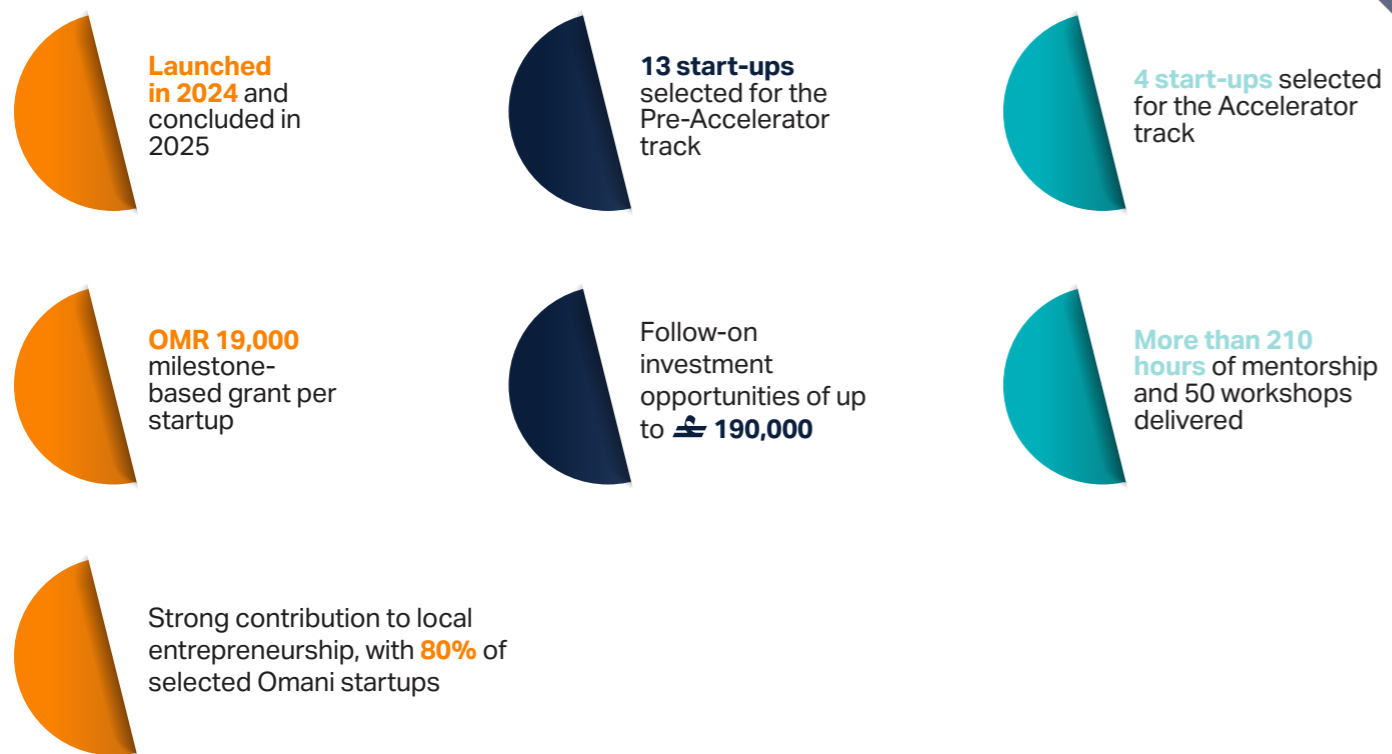 Launched
in 2024 and
concluded in
2025
13 start-ups
selected for the
Pre-Accelerator
track
4 start-ups selected
for the Accelerator
track
OMR 19,000
milestone-
based grant per
startup
Follow-on
investment
opportunities of up
to 190,000
More than 210
hours of mentorship
and 50 workshops
delivered
Strong contribution to local
entrepreneurship, with 80% of
selected Omani startups